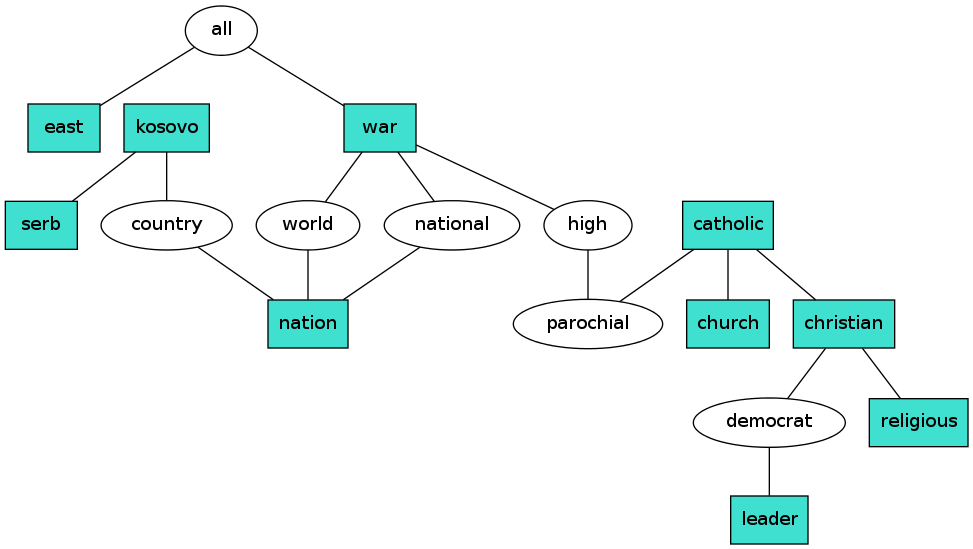 all
east
kosovo
war
serb
country
world
national
high
catholic
nation
parochial
church
christian
democrat
religious
leader